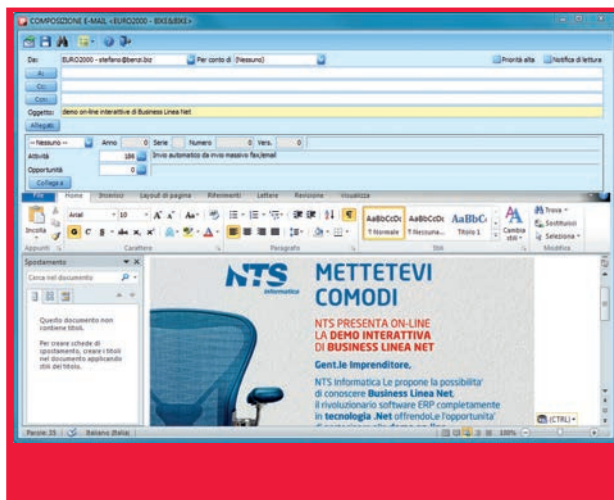 COMPOSIZIONE E-MAIL <EURO2000 - BIKE&BIKE>
Da: EURO2000 - stefano@benzi.biz Per conto di (Nessuno) Priorità alta Notifica di lettura
A:
Cc:
Ccn:
Oggetto: demo on-line interattive di Business Linea Net
Allegati
-- Nessuno -- Anno 0 Serie Numero 0 Vers. 0
Attività 186 Invio automatico da invio massivo fax/email
Opportunità 0
Collega a
File Home Inserisci Layout di pagina Riferimenti Lettere Revisione Visualizza
Incolla Arial 10 A A Aa
G C S abc x, x² A
AaBbCcDc AaBbCcDc AaBbC
¶ Normale ¶ Nessuna... Titolo 1
Cambia stili
Trova
Sostituisci
Seleziona
Appunti Carattere Paragrafo Stili Modifica
Spostamento
Cerca nel documento
Questo documento non
contiene titoli.
Per creare schede di
spostamento, creare i titoli
nel documento applicando
stili del titolo.
NTS
informatica
METTETEVI
COMODI
NTS PRESENTA ON-LINE
LA DEMO INTERATTIVA
DI BUSINESS LINEA NET
Gent.le Imprenditore,
NTS Informatica Le propone la possibilita'
di conoscere Business Linea Net,
il rivoluzionario software ERP completamente
in tecnologia .Net offrendoLe l'opportunita'
(CTRL)
Parole: 35 Italiano (Italia) 100%